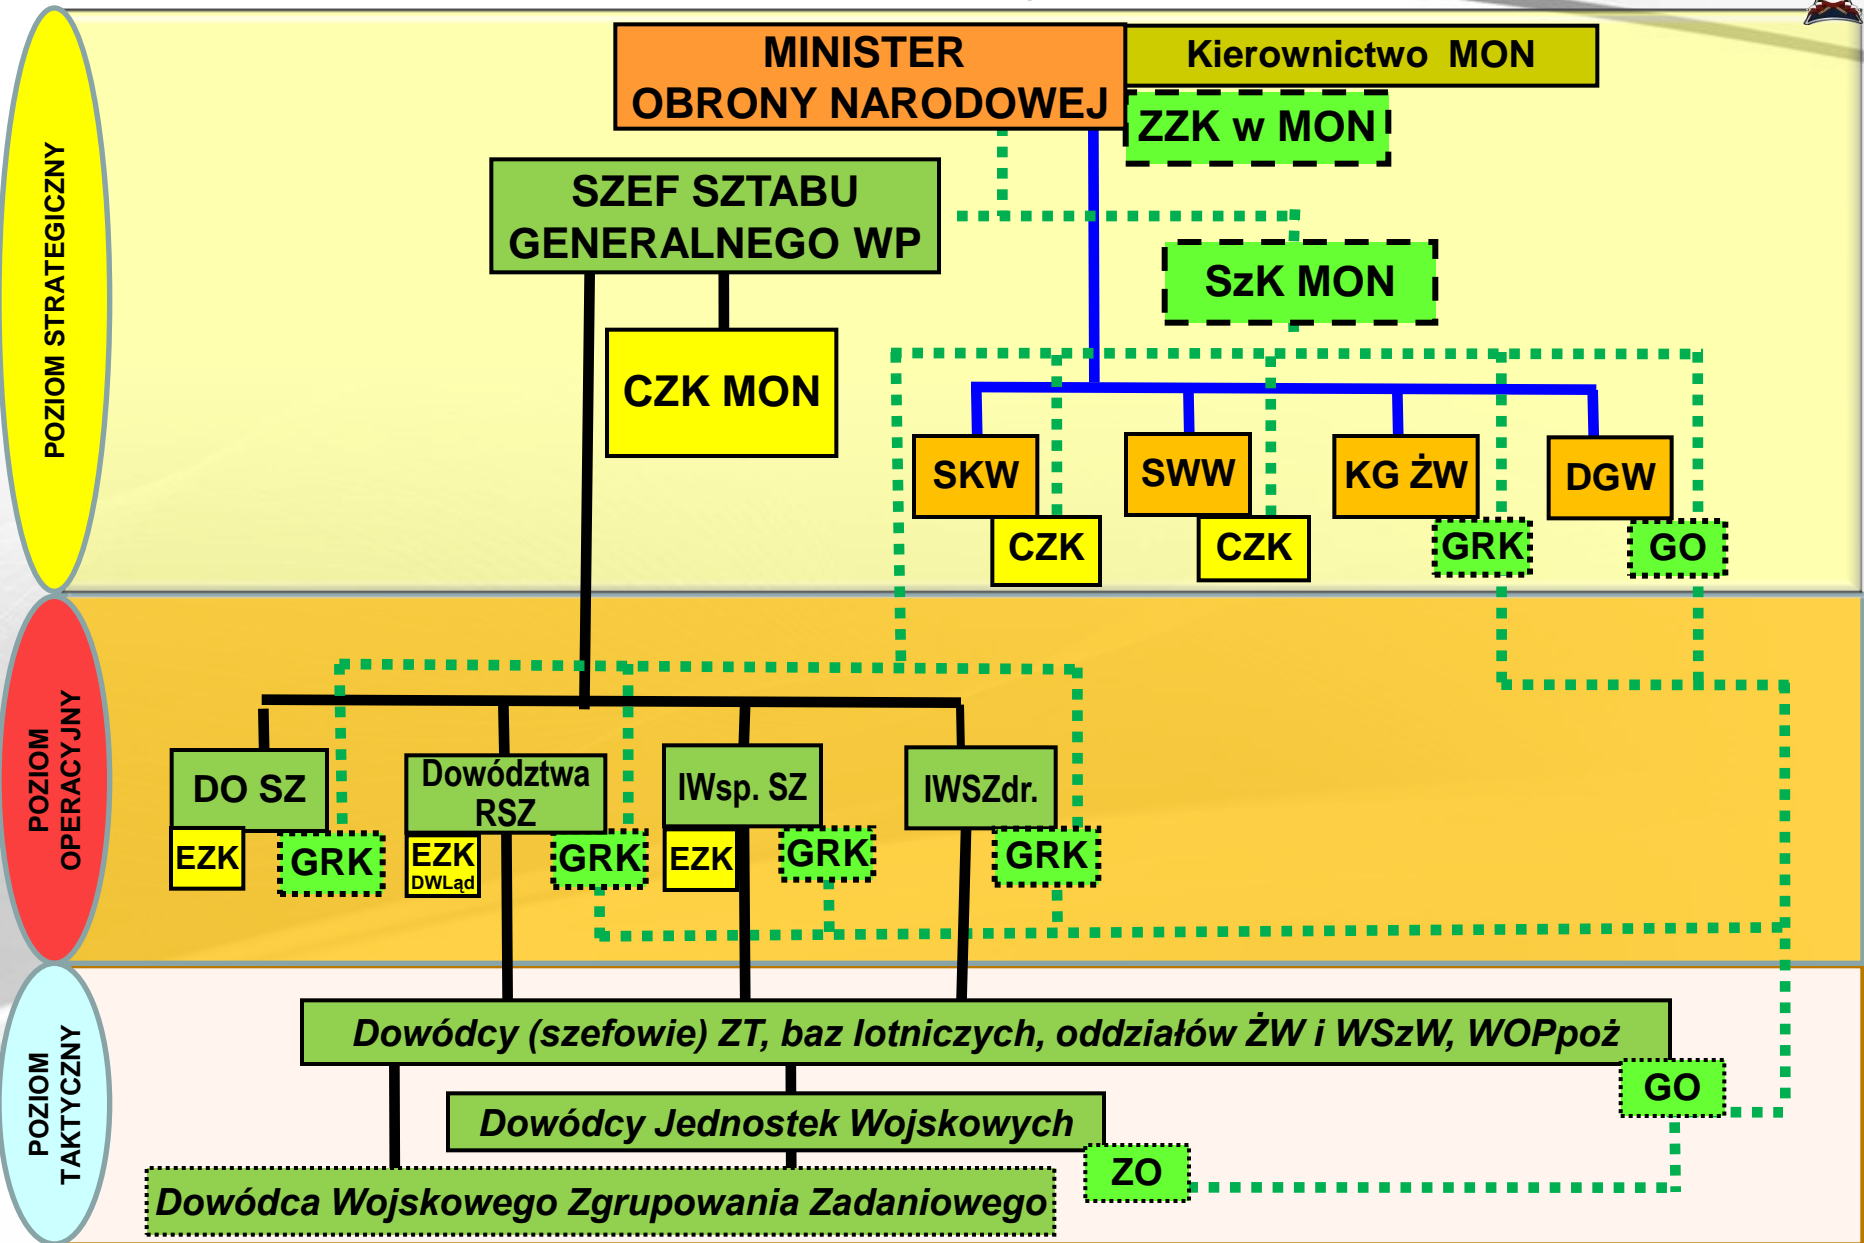 POZIOM STRATEGICZNY
MINISTER
OBRONY NARODOWEJ
Kierownictwo MON
ZZK w MON
SZEF SZTABU
GENERALNEGO WP
SzK MON
CZK MON
SKW
SWW
KG ŻW
DGW
CZK
CZK
GRK
GO
POZIOM
OPERACYJNY
DO SZ
Dowództwa
RSZ
IWsp. SZ
IWSZdr.
EZK
GRK
EZK
DWLąd
GRK
EZK
GRK
GRK
POZIOM
TAKTYCZNY
Dowódcy (szefowie) ZT, baz lotniczych, oddziałów ŻW i WSzW, WOPpoż
GO
Dowódcy Jednostek Wojskowych
ZO
Dowódca Wojskowego Zgrupowania Zadaniowego